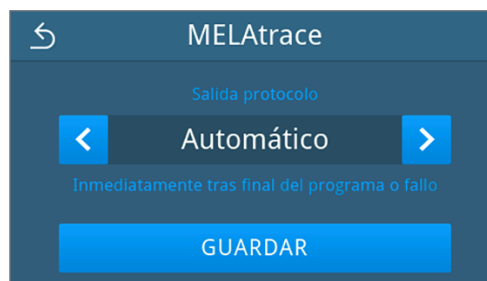 MELAtrace
Salida protocolo
Automático
Inmediatamente tras final del programa o fallo
GUARDAR